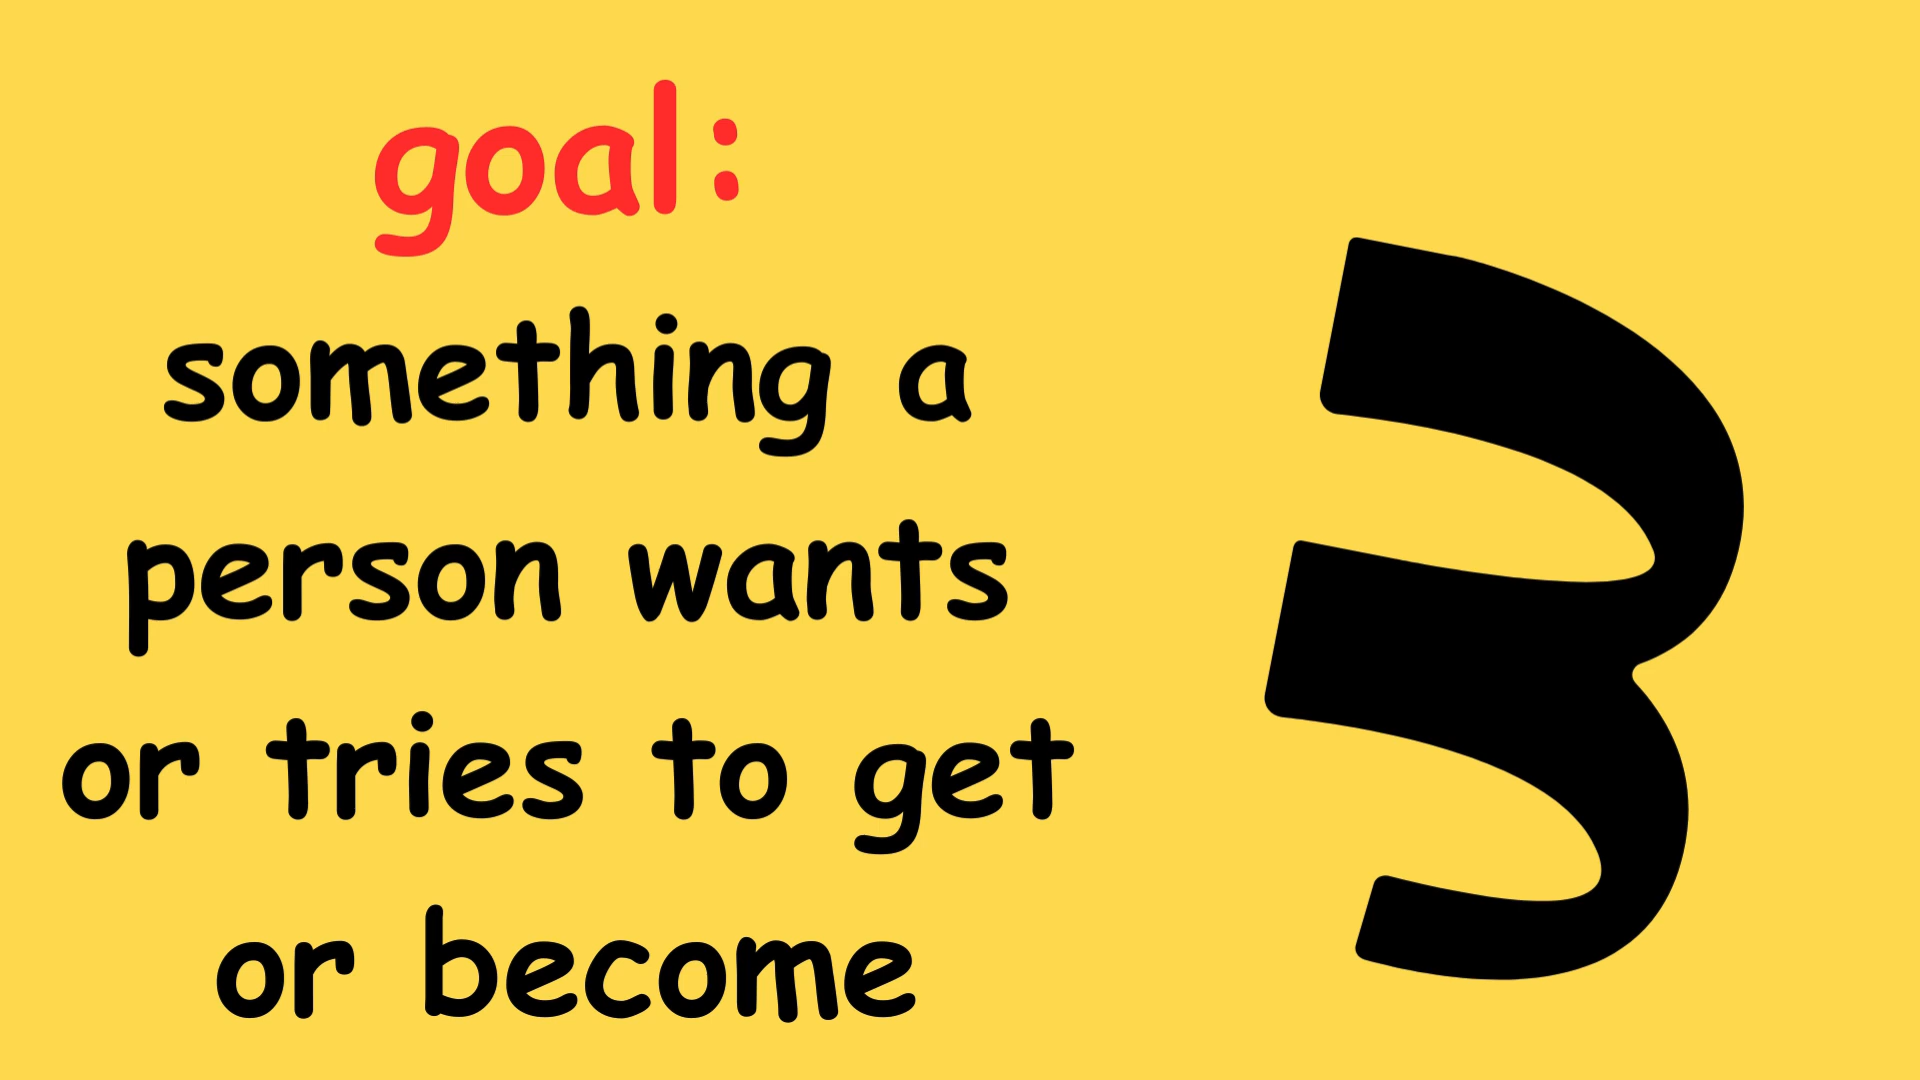 goal:
something a
person wants
or tries to get
or become
3